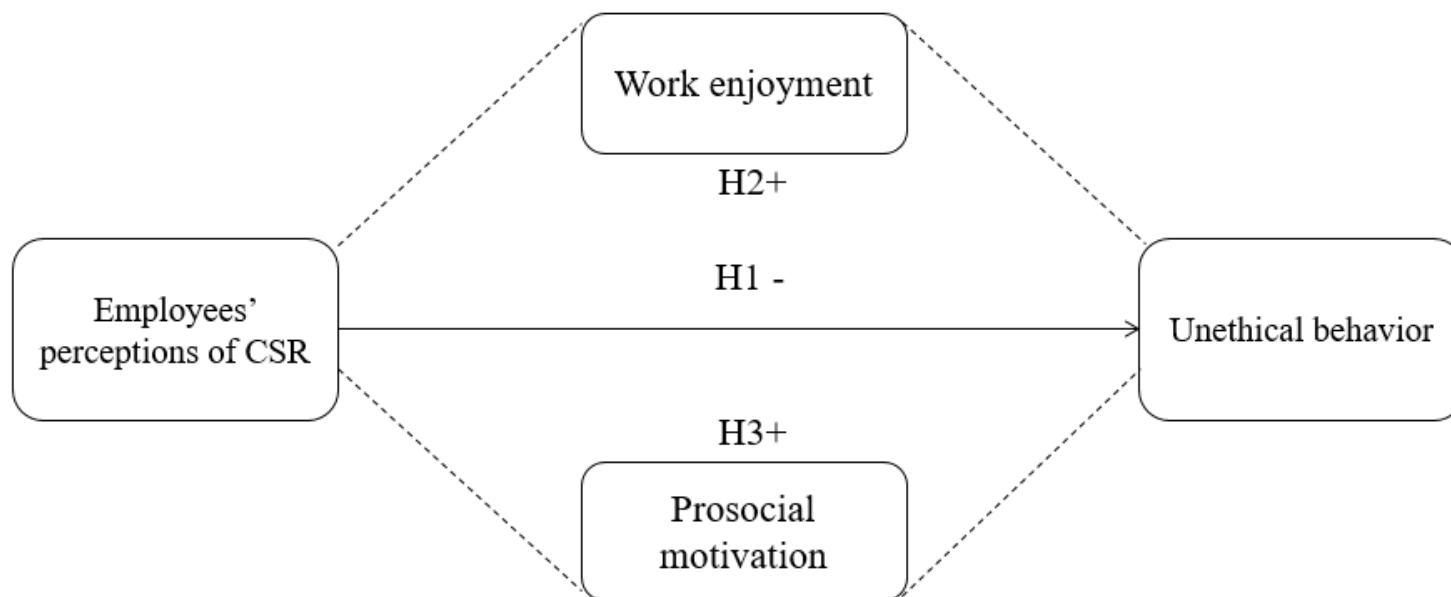 Work enjoyment
H2+
H1 -
Employees’
perceptions of CSR
Unethical behavior
H3+
Prosocial
motivation